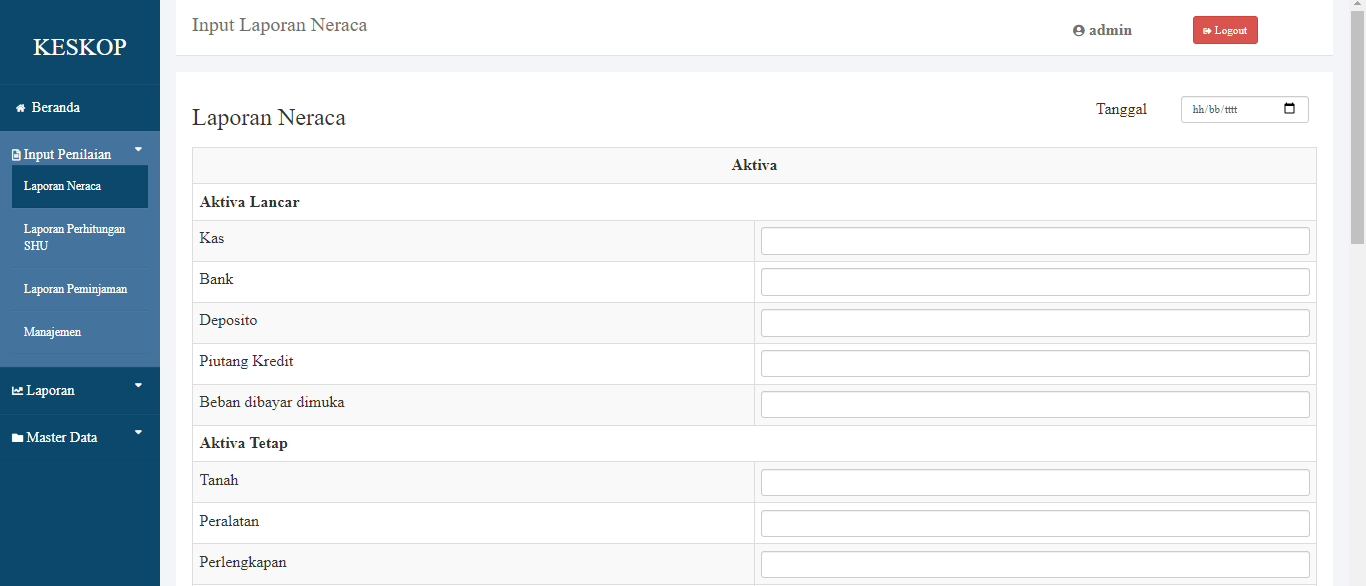 KESKOP
Beranda
Input Penilaian
Laporan Neraca
Laporan Perhitungan
SHU
Laporan Peminjaman
Manajemen
Laporan
Master Data
Input Laporan Neraca
admin
Logout
Laporan Neraca
Tanggal
hh/bb/tttt
Aktiva
Aktiva Lancar
Kas
Bank
Deposito
Piutang Kredit
Beban dibayar dimuka
Aktiva Tetap
Tanah
Peralatan
Perlengkapan